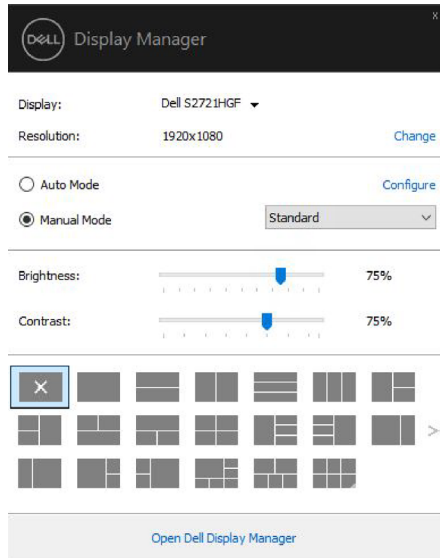 DELL Display Manager
x
Display: Dell S2721HGF
Resolution: 1920x1080 Change
Auto Mode Configure
Manual Mode Standard
Brightness: 75%
Contrast: 75%
Open Dell Display Manager